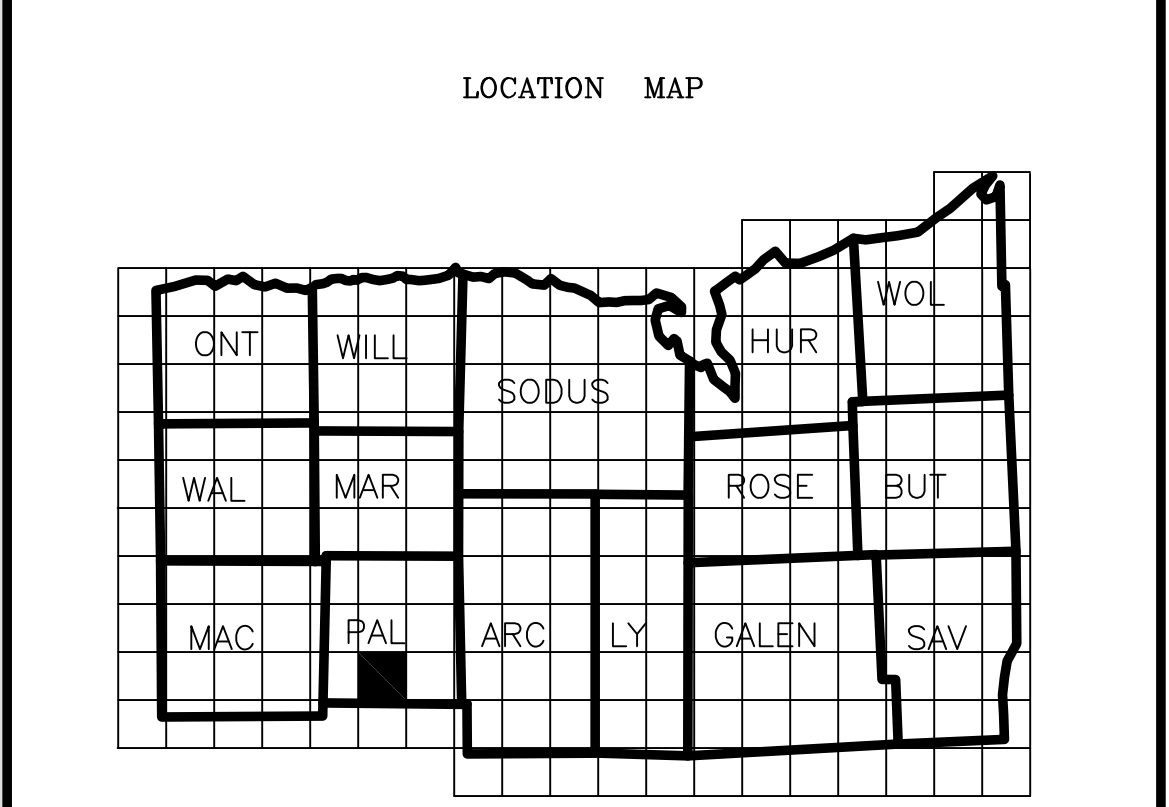 LOCATION MAP
WOL
ONT WILL HUR
SODUS
WAL MAR ROSE BUT
MAC PAL ARC LY GALEN SAV